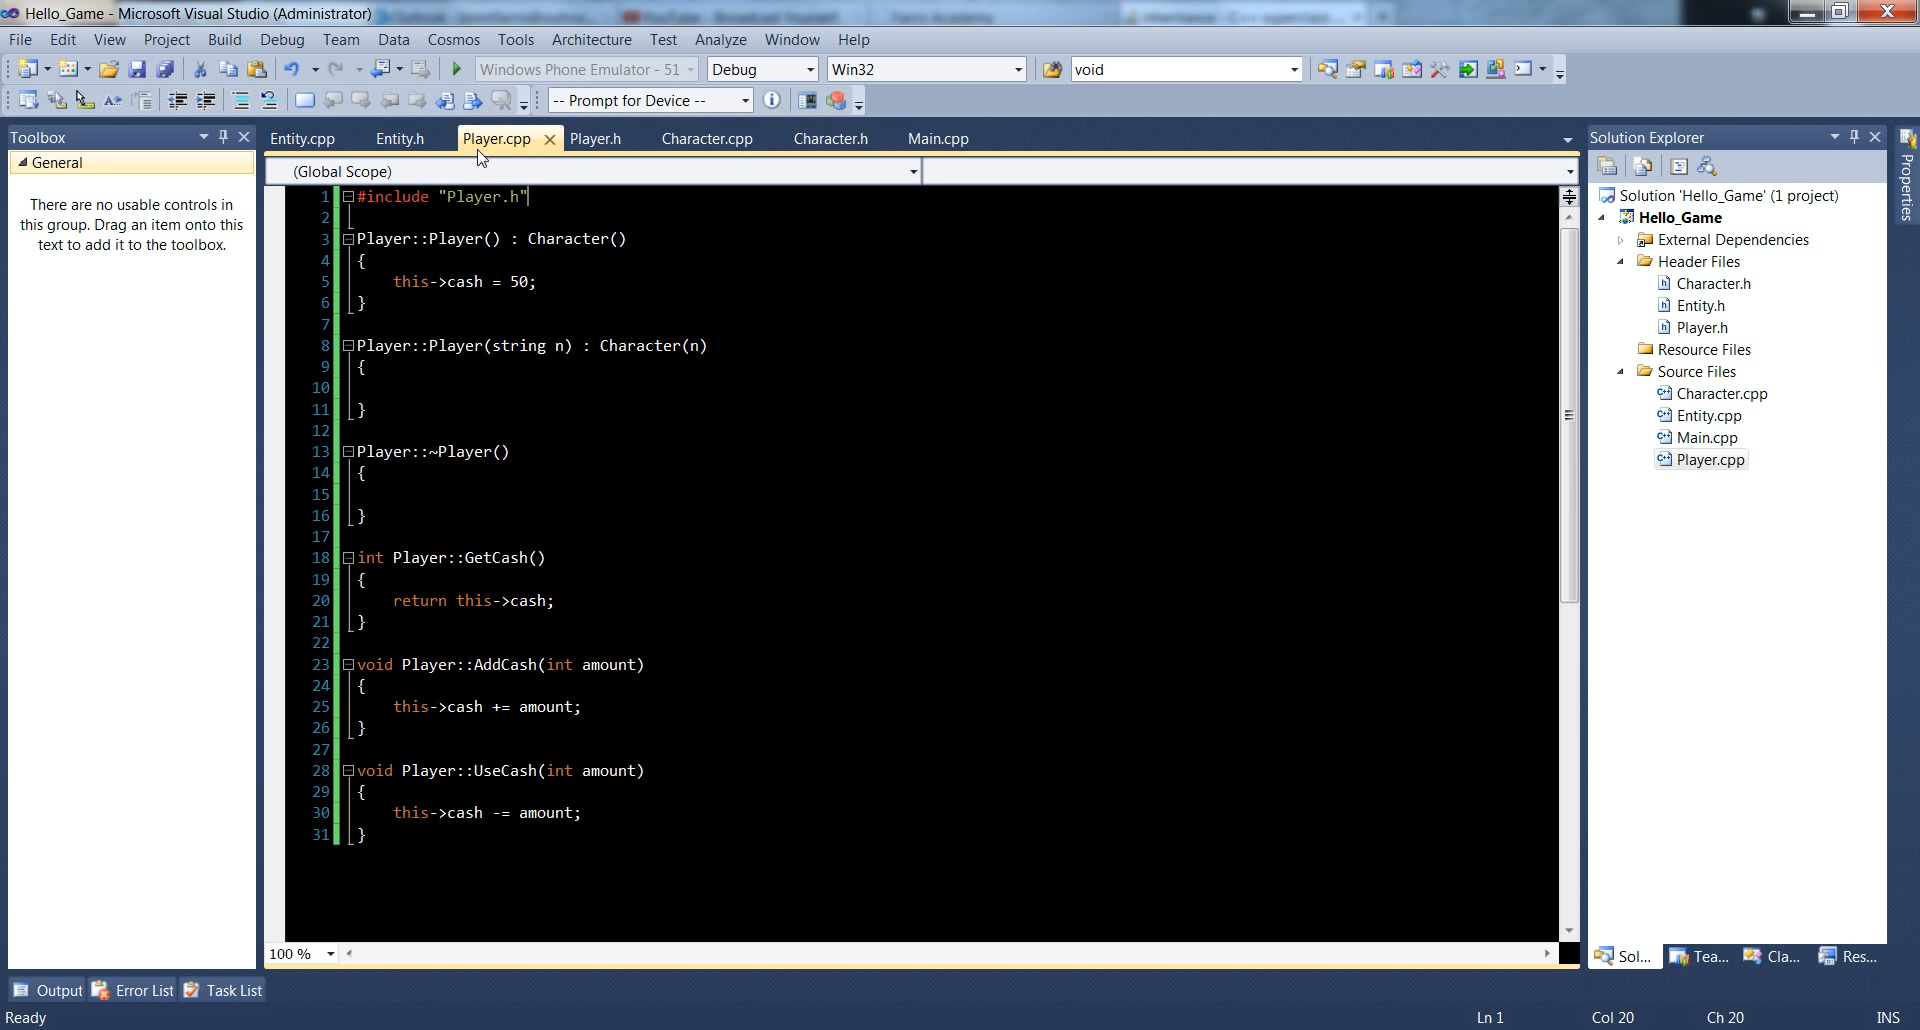 Hello_Game - Microsoft Visual Studio (Administrator)
File Edit View Project Build Debug Team Data Cosmos Tools Architecture Test Analyze Window Help
Windows Phone Emulator - 51 Debug Win32 void
-- Prompt for Device --
Toolbox
General
There are no usable controls in
this group. Drag an item onto this
text to add it to the toolbox.
Entity.cpp Entity.h Player.cpp Player.h Character.cpp Character.h Main.cpp
(Global Scope)
1 #include "Player.h"
2
3 Player::Player() : Character()
4 {
5 this->cash = 50;
6 }
7
8 Player::Player(string n) : Character(n)
9 {
10
11 }
12
13 Player::~Player()
14 {
15
16 }
17
18 int Player::GetCash()
19 {
20 return this->cash;
21 }
22
23 void Player::AddCash(int amount)
24 {
25 this->cash += amount;
26 }
27
28 void Player::UseCash(int amount)
29 {
30 this->cash -= amount;
31 }
100 %
Solution Explorer
Solution 'Hello_Game' (1 project)
Hello_Game
External Dependencies
Header Files
Character.h
Entity.h
Player.h
Resource Files
Source Files
Character.cpp
Entity.cpp
Main.cpp
Player.cpp
Sol... Tea... Cla... Res...
Properties
Output Error List Task List
Ready Ln 1 Col 20 Ch 20 INS